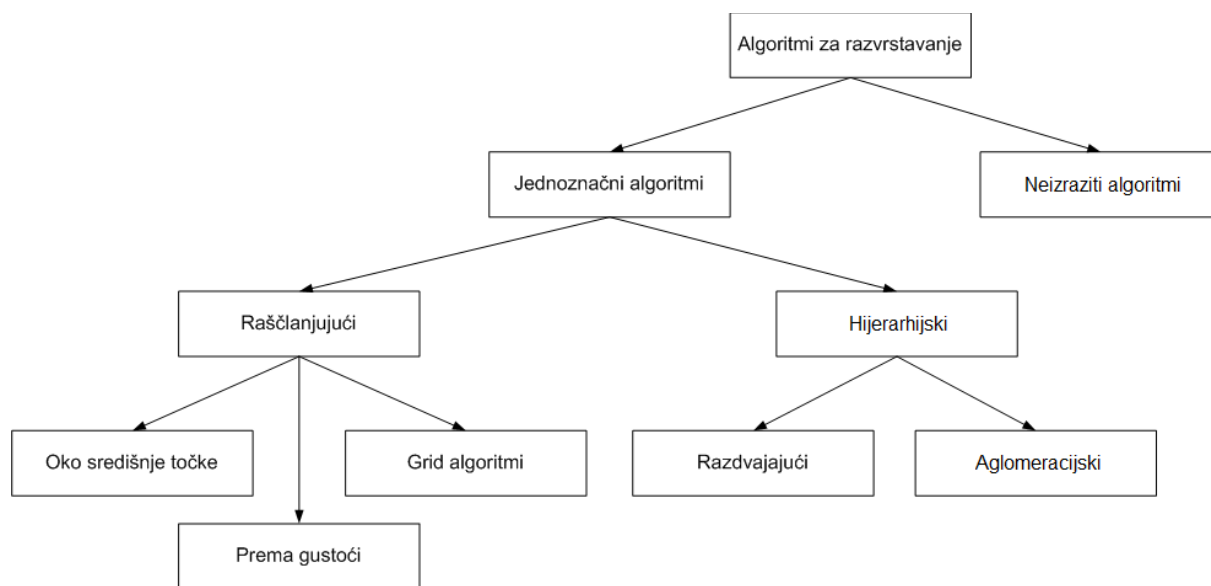 Algoritmi za razvrstavanje
Jednoznačni algoritmi
Neizraziti algoritmi
Raščlanjujući
Hijerarhijski
Oko središnje točke
Grid algoritmi
Razdvajajući
Aglomeracijski
Prema gustoći